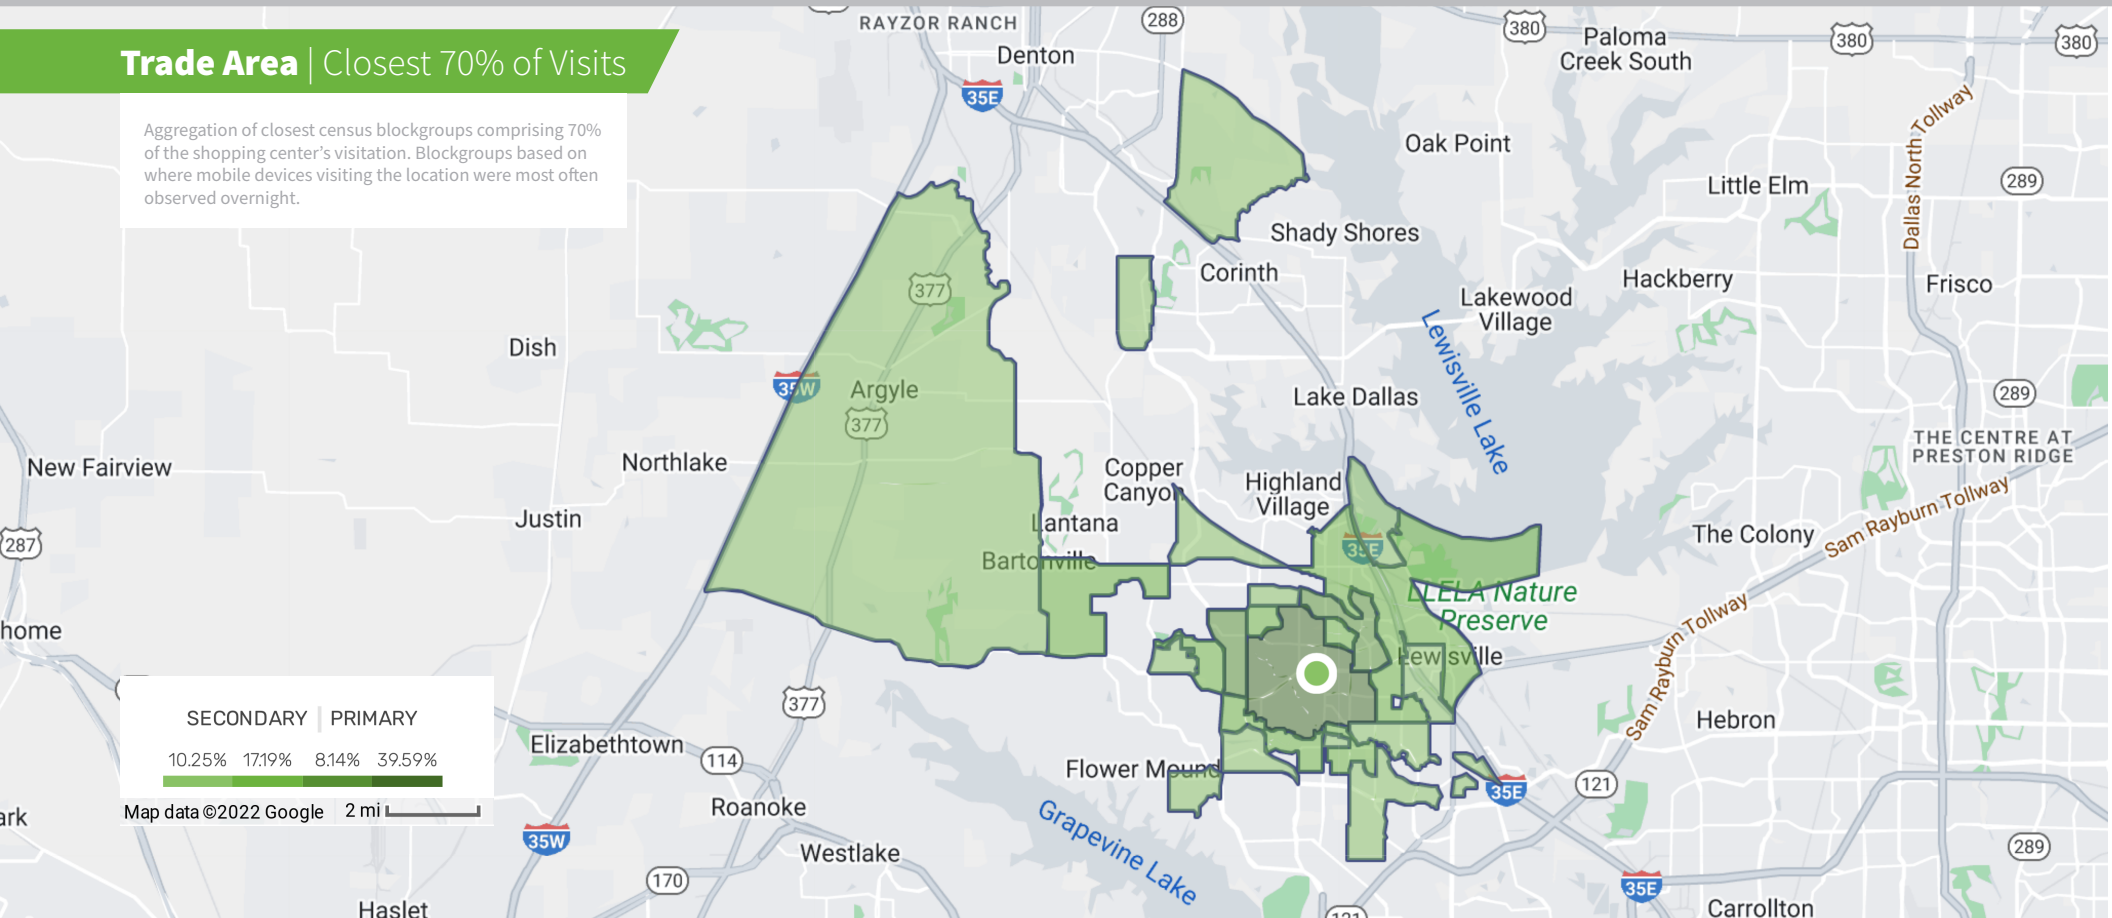 RAYZOR RANCH
288
380
Paloma
Creek South
380
380
Denton
Trade Area | Closest 70% of Visits
35E
Dallas North Tollway
Aggregation of closest census blockgroups comprising 70%
of the shopping center's visitation. Blockgroups based on
where mobile devices visiting the location were most often
observed overnight.
Oak Point
Little Elm
289
Shady Shores
Corinth
Hackberry
Frisco
377
Lakewood
Village
Dish
Lewisville Lake
35W
Argyle
Lake Dallas
289
377
THE CENTRE AT
PRESTON RIDGE
Northlake
New Fairview
Copper
Canyon
Highland
Village
Sam Rayburn Tollway
Justin
Lantana
The Colony
287
35E
Bartonville
LLELA Nature
Preserve
home
Sam Rayburn Tollway
Lewisville
377
SECONDARY | PRIMARY
Hebron
10.25% 17.19% 8.14% 39.59%
Elizabethtown
114
Flower Mound
35E
121
Map data ©2022 Google
2 mi
Roanoke
ark
Grapevine Lake
35W
Westlake
289
170
35E
Haslet
121
Carrollton